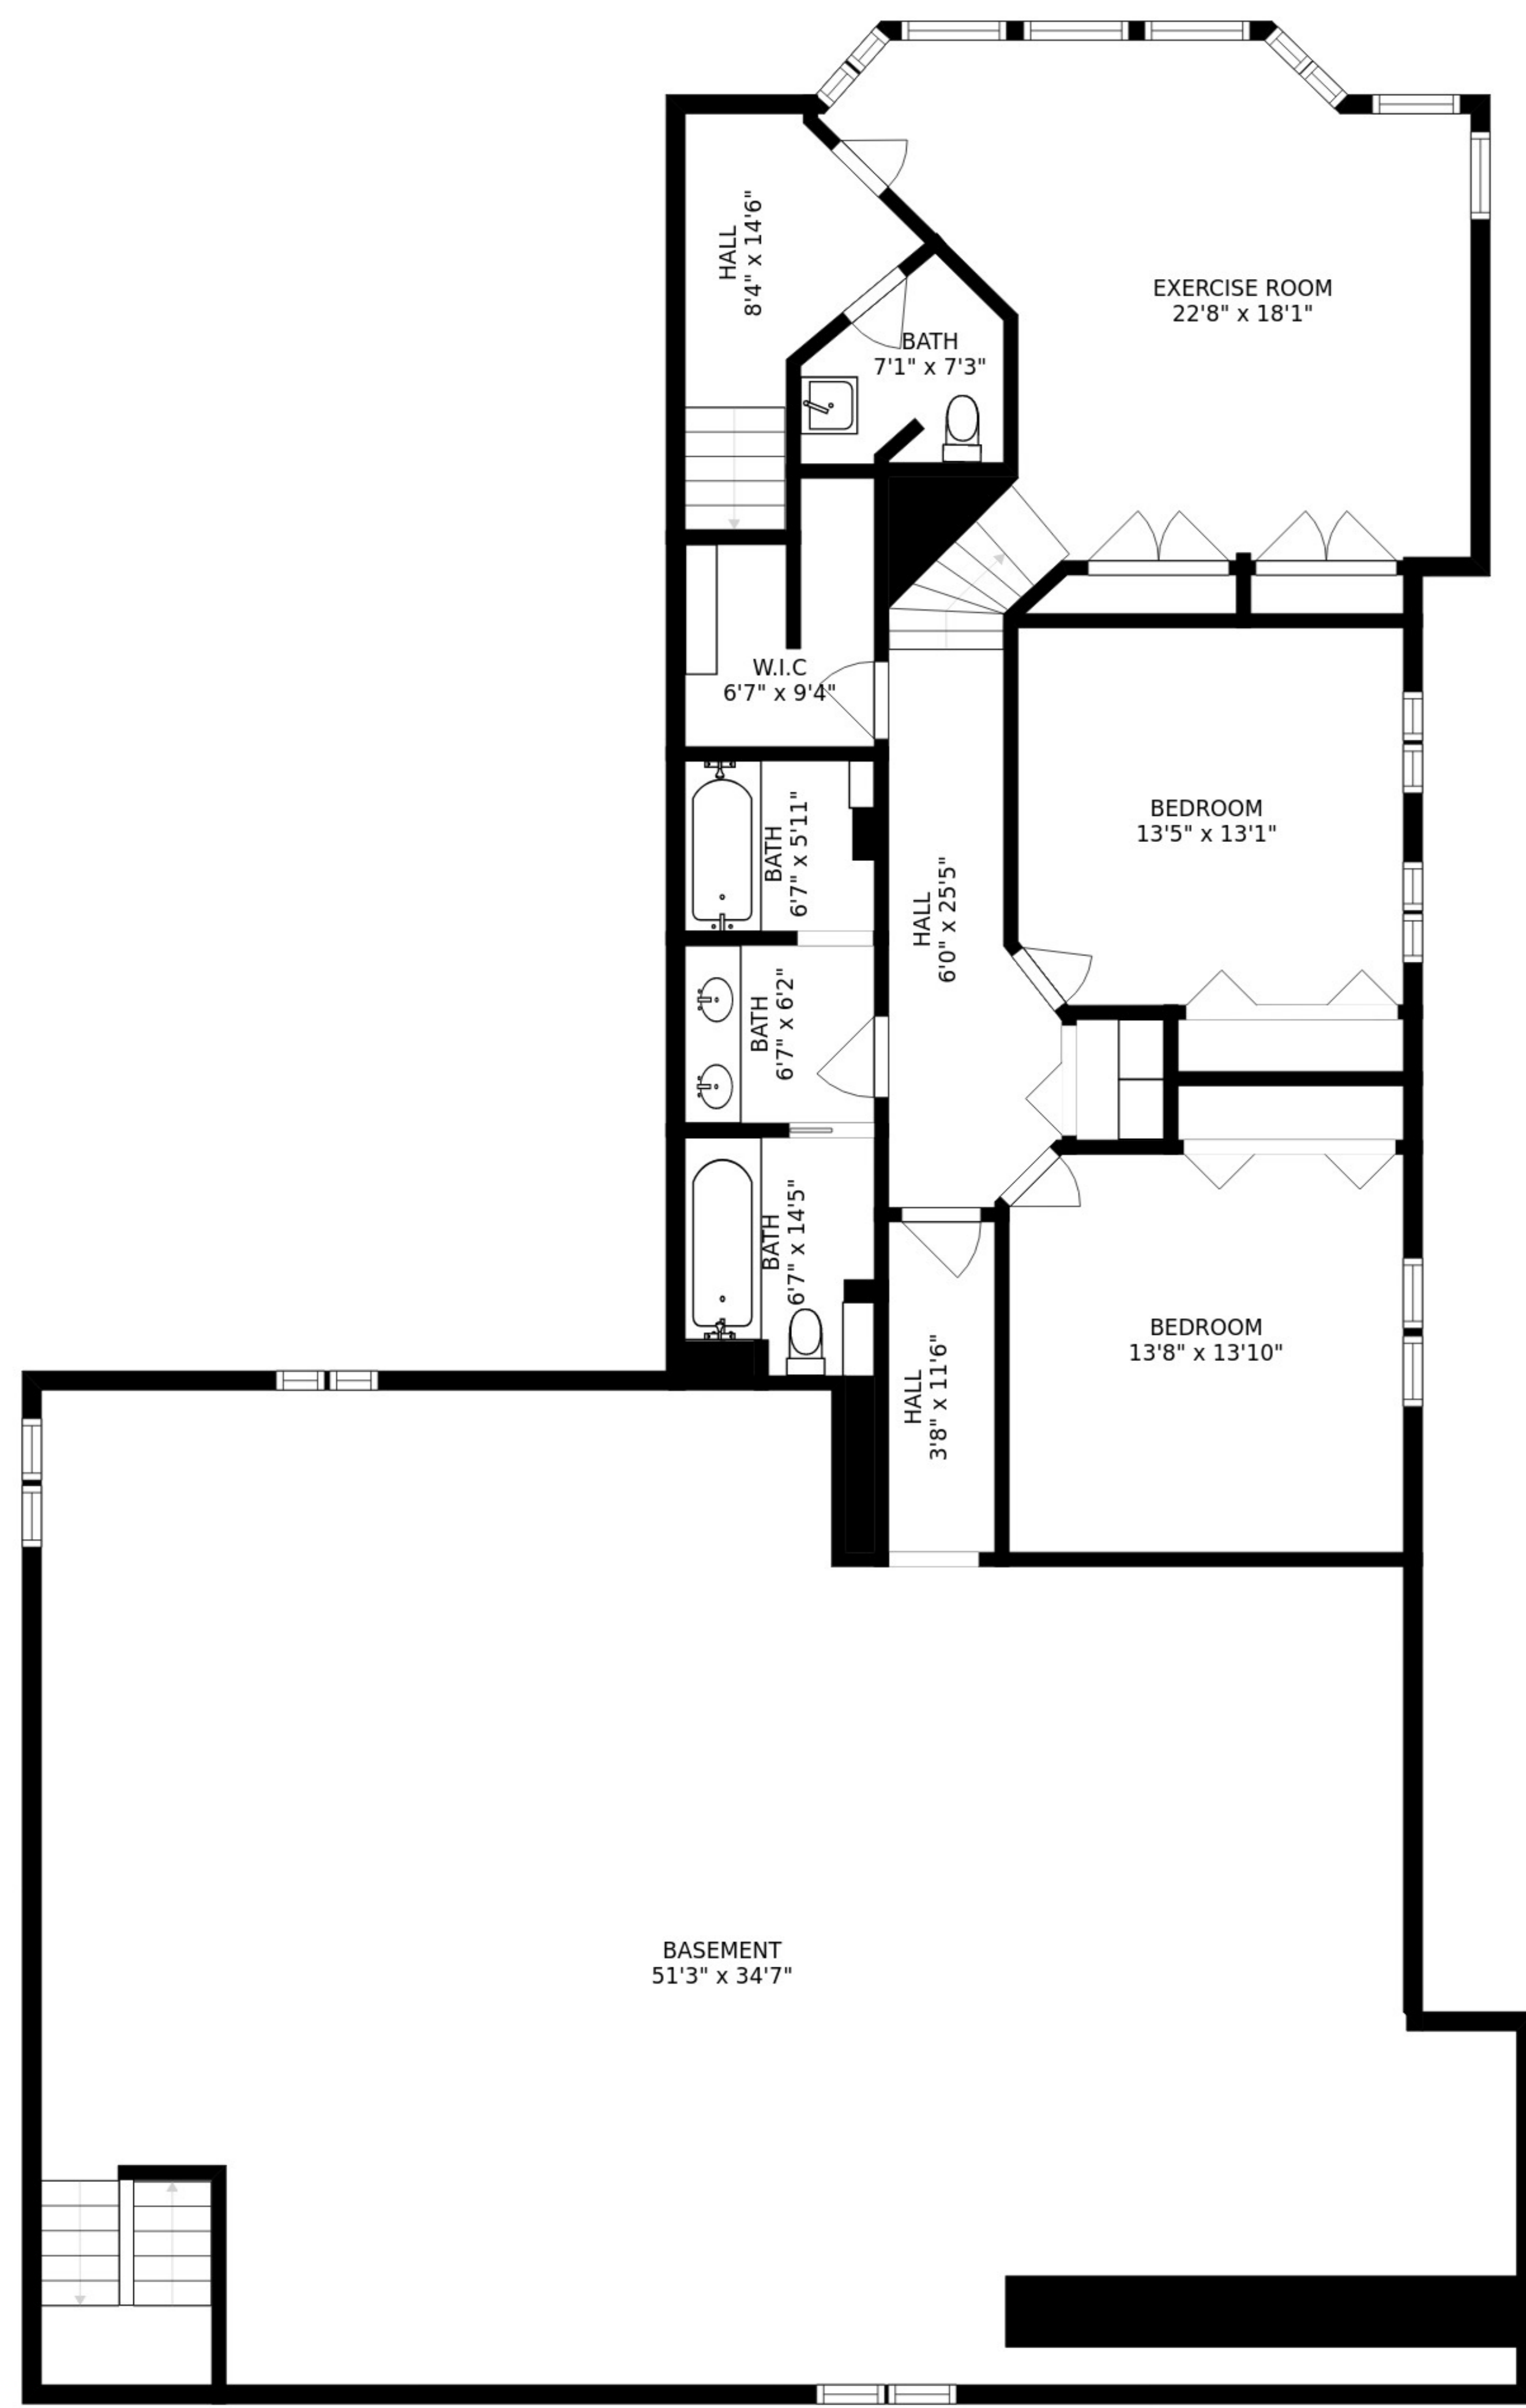 HALL
8'4" x 14'6"
EXERCISE ROOM
22'8" x 18'1"
BATH
7'1" x 7'3"
W.I.C
6'7" x 9'4"
BATH
6'7" x 5'11"
BEDROOM
13'5" x 13'1"
HALL
6'0" x 25'5"
BATH
6'7" x 6'2"
BATH
6'7" x 14'5"
HALL
3'8" x 11'6"
BEDROOM
13'8" x 13'10"
BASEMENT
51'3" x 34'7"